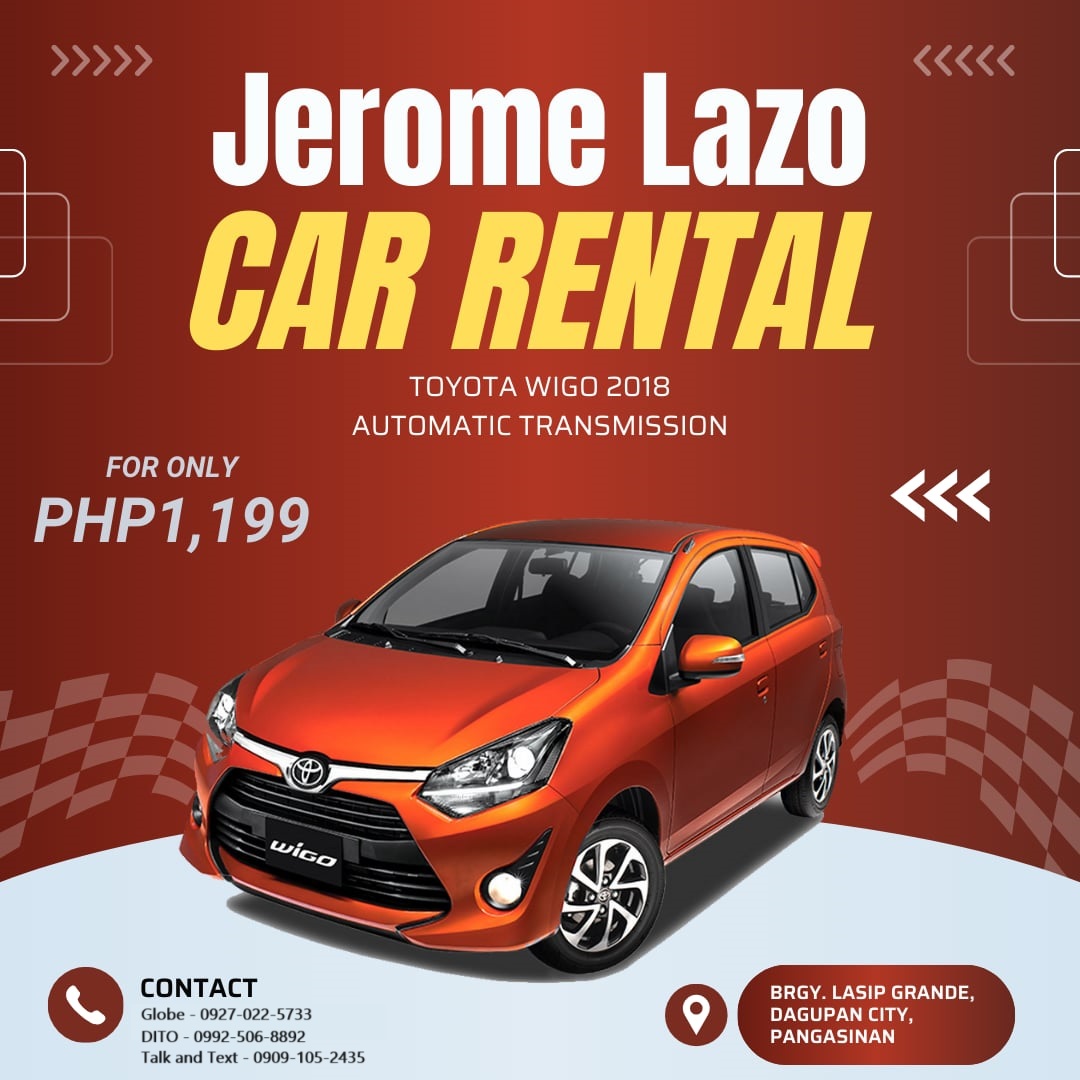 Jerome Lazo
CAR RENTAL
TOYOTA WIGO 2018
AUTOMATIC TRANSMISSION
FOR ONLY
PHP1,199
WIGO
CONTACT
Globe - 0927-022-5733
DITO - 0992-506-8892
Talk and Text - 0909-105-2435
BRGY. LASIP GRANDE,
DAGUPAN CITY,
PANGASINAN